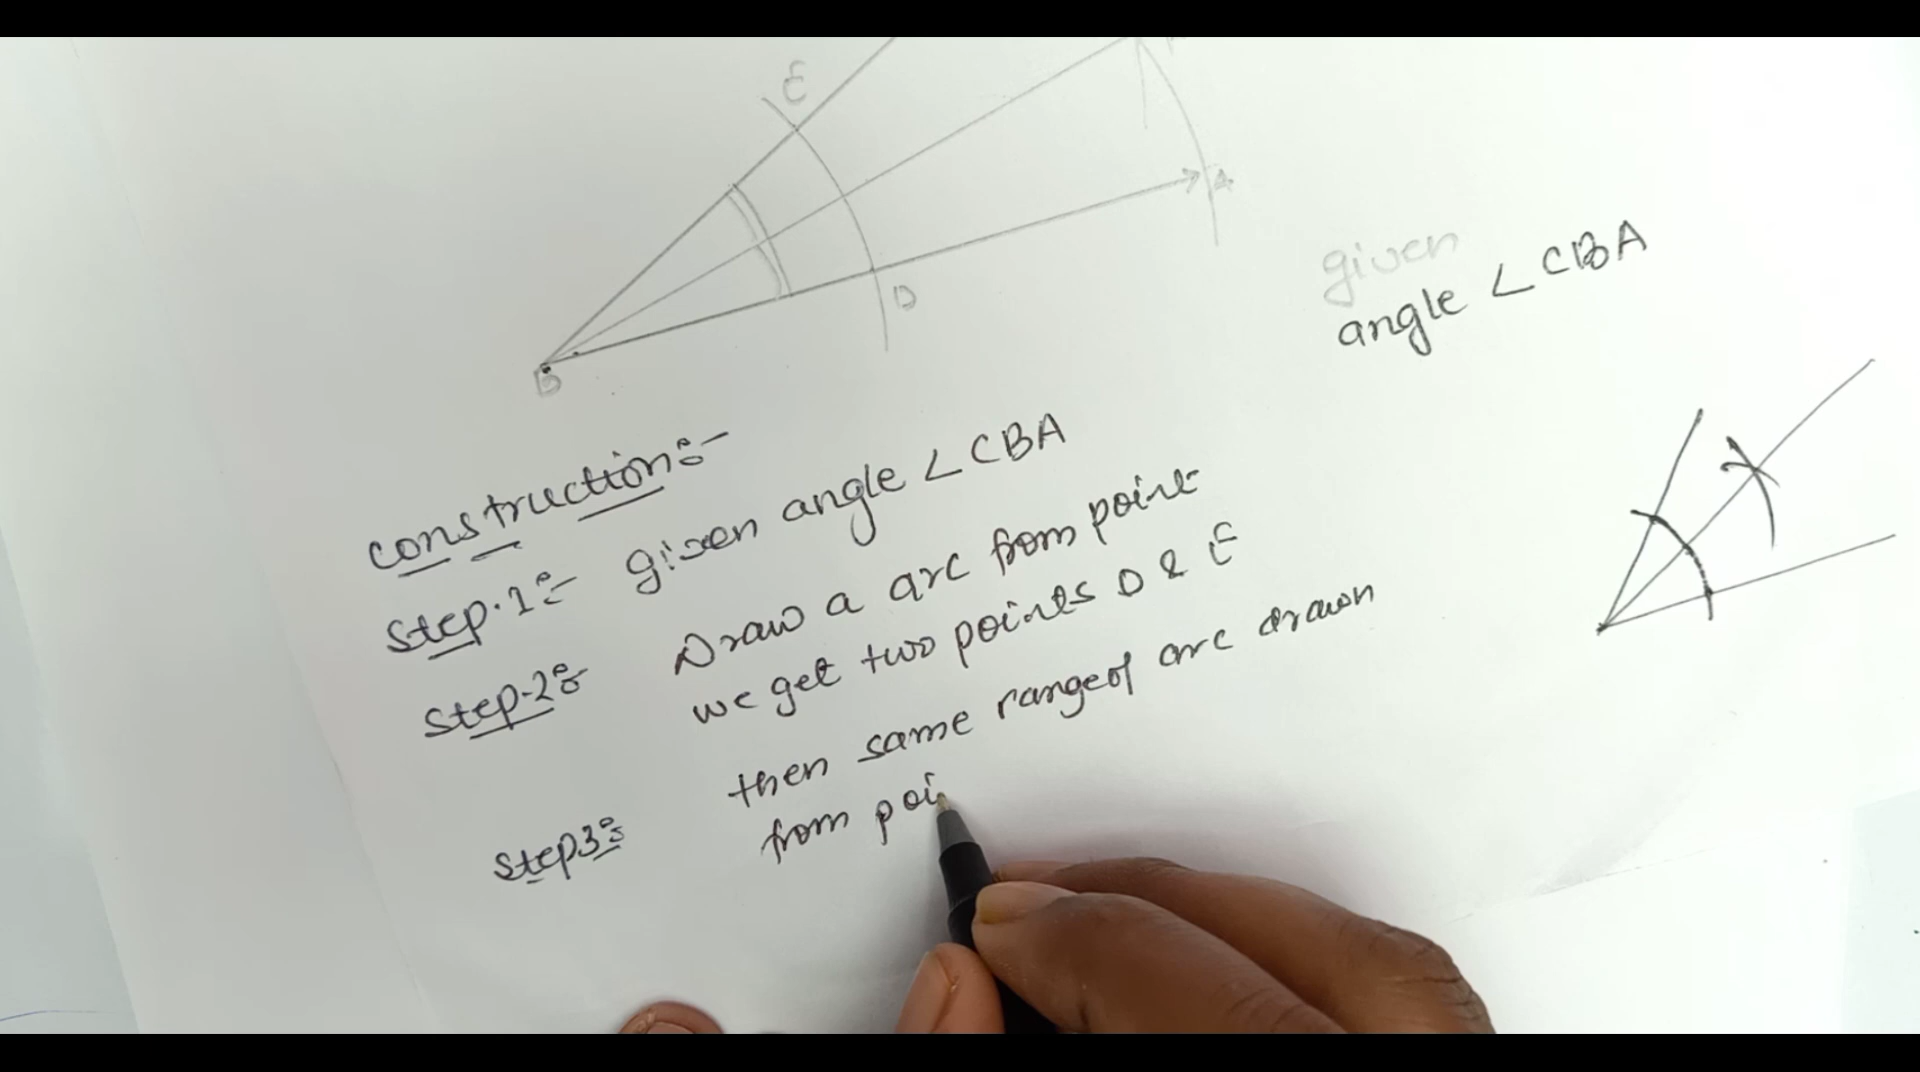 E
A
D
B
given
angle ∠CBA
construction:-
Step.1:- given angle ∠CBA
Step-2:- Draw a arc from point
we get two points D & E
Step3:- then same range of arc drawn
from poi